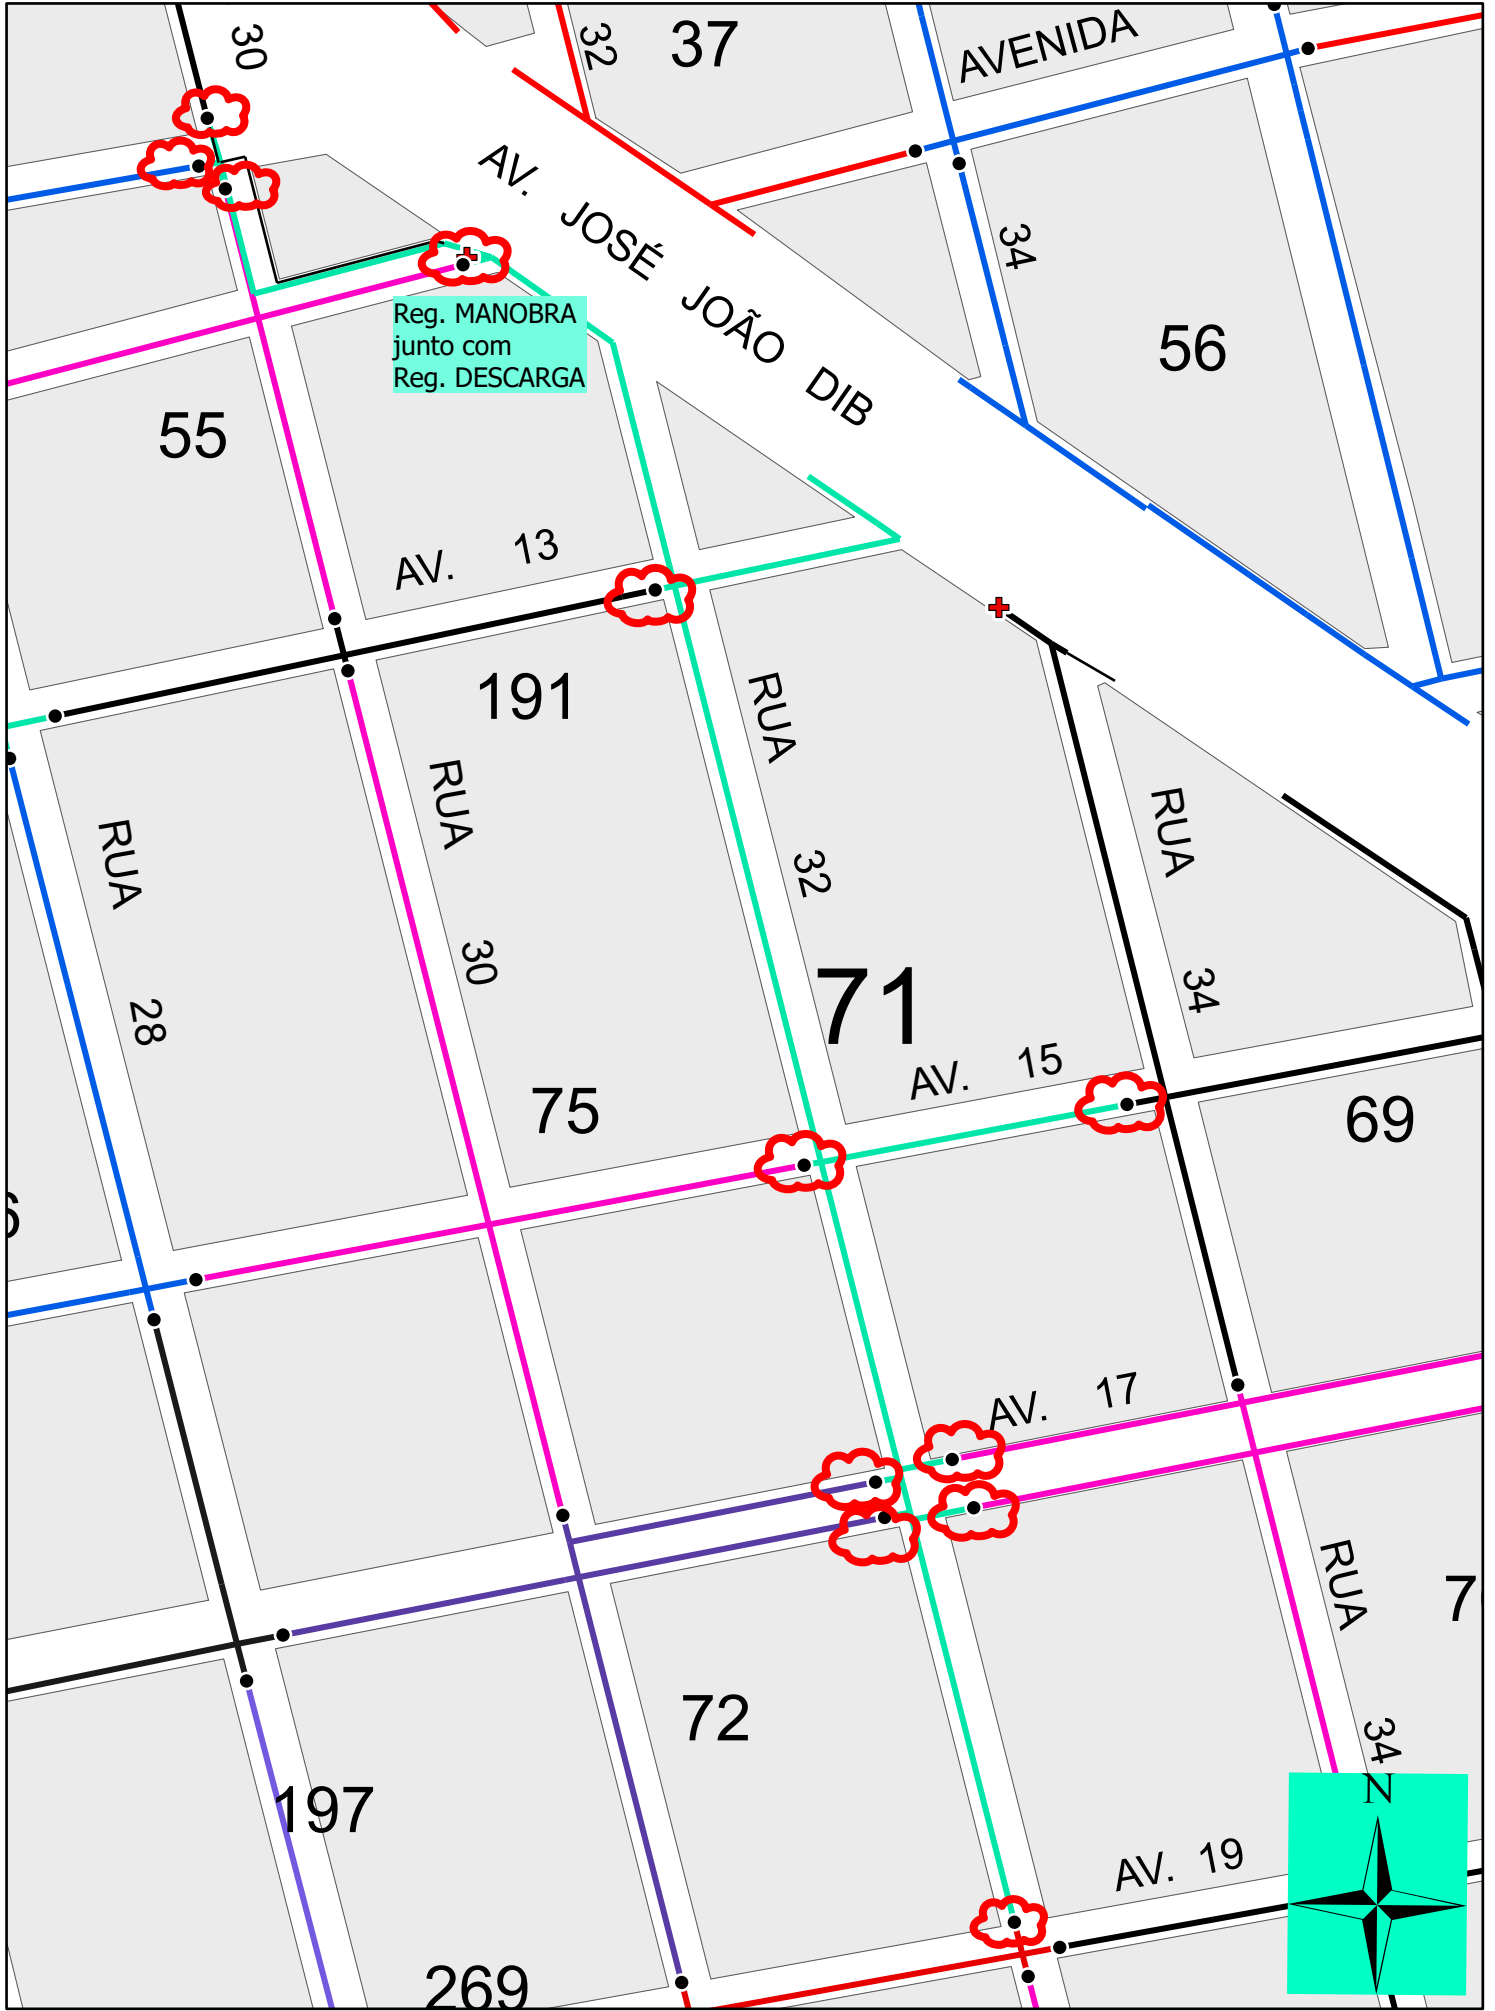 30
32
37
AVENIDA
AV. JOSÉ JOÃO DIB
34
56
Reg. MANOBRA
junto com
Reg. DESCARGA
55
AV. 13
191
RUA 32
RUA 30
RUA 34
RUA 28
71
AV. 15
75
69
AV. 17
72
RUA 34
197
N
AV. 19
269